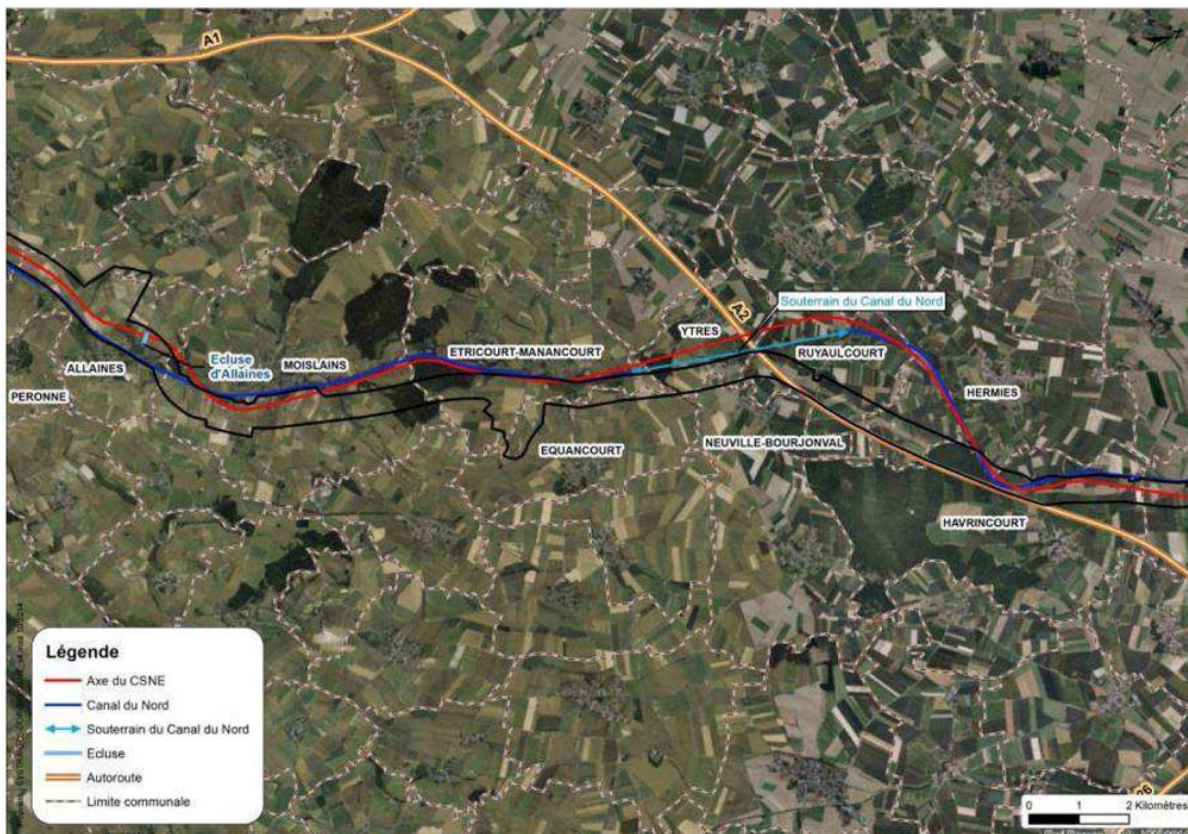 A1
A2
Souterrain du Canal du Nord
YTRES
RUYAULCOURT
Ecluse
d'Allaines
MOISLAINS
ETRICOURT-MANANCOURT
ALLAINES
PERONNE
HERMIES
EQUANCOURT
NEUVILLE-BOURJONVAL
HAVRINCOURT
Légende
Axe du CSNE
Canal du Nord
Souterrain du Canal du Nord
Ecluse
Autoroute
Limite communale
0 1 2 Kilomètres